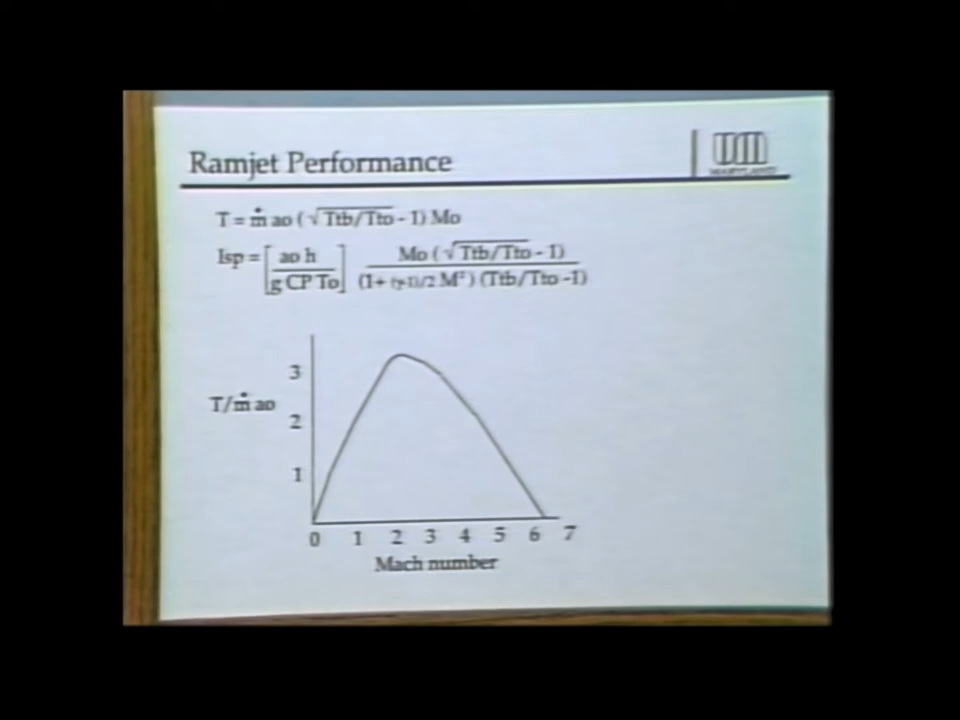 Ramjet Performance
MARYLAND
T = ṁ ao ( √Ttb/Tto - 1) Mo
Isp = [ao h / g CP To] Mo ( √Ttb/Tto - 1) / (1+ (γ-1)/2 M²) (Ttb/Tto -1)
3
T/ṁ ao
2
1
0 1 2 3 4 5 6 7
Mach number